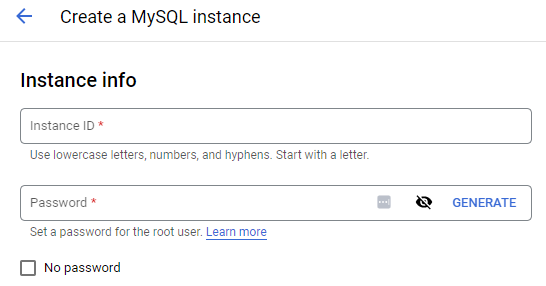 Create a MySQL instance
Instance info
Instance ID *
Use lowercase letters, numbers, and hyphens. Start with a letter.
Password * GENERATE
Set a password for the root user. Learn more
No password